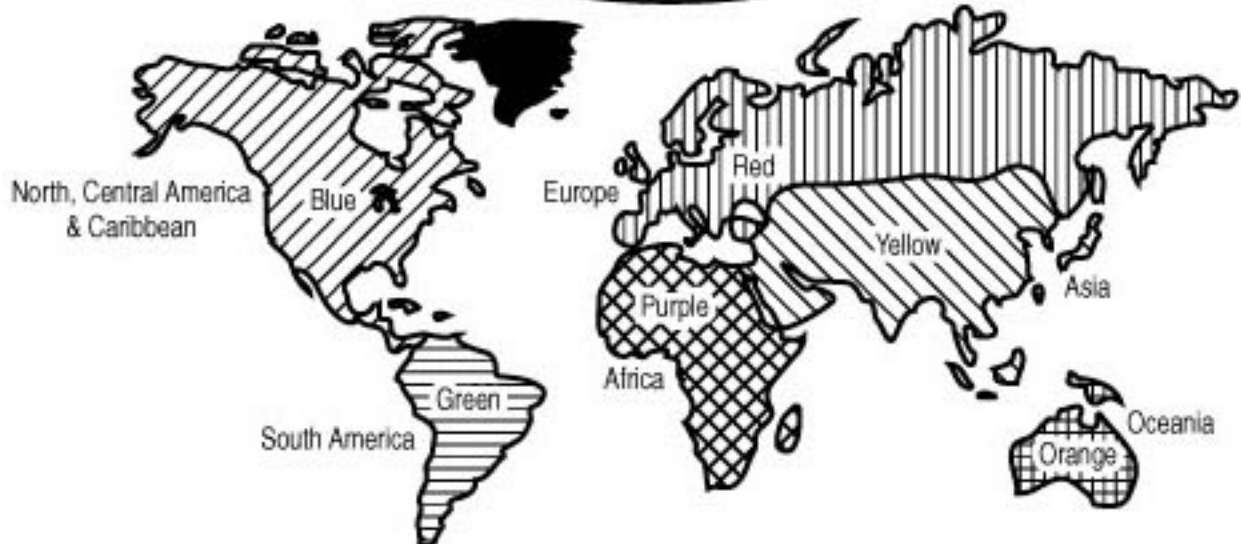 Red
North, Central America
& Caribbean
Blue
Europe
Yellow
Asia
Purple
Africa
Green
South America
Oceania
Orange